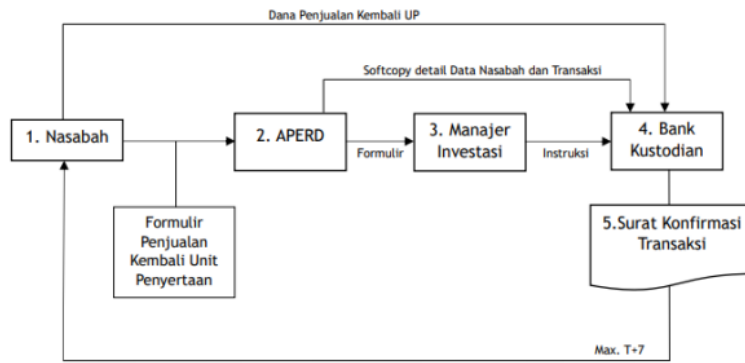 Dana Penjualan Kembali UP
Softcopy detail Data Nasabah dan Transaksi
1. Nasabah
2. APERD
Formulir
3. Manajer
Investasi
Instruksi
4. Bank
Kustodian
Formulir
Penjualan
Kembali Unit
Penyertaan
5.Surat Konfirmasi
Transaksi
Max. T+7